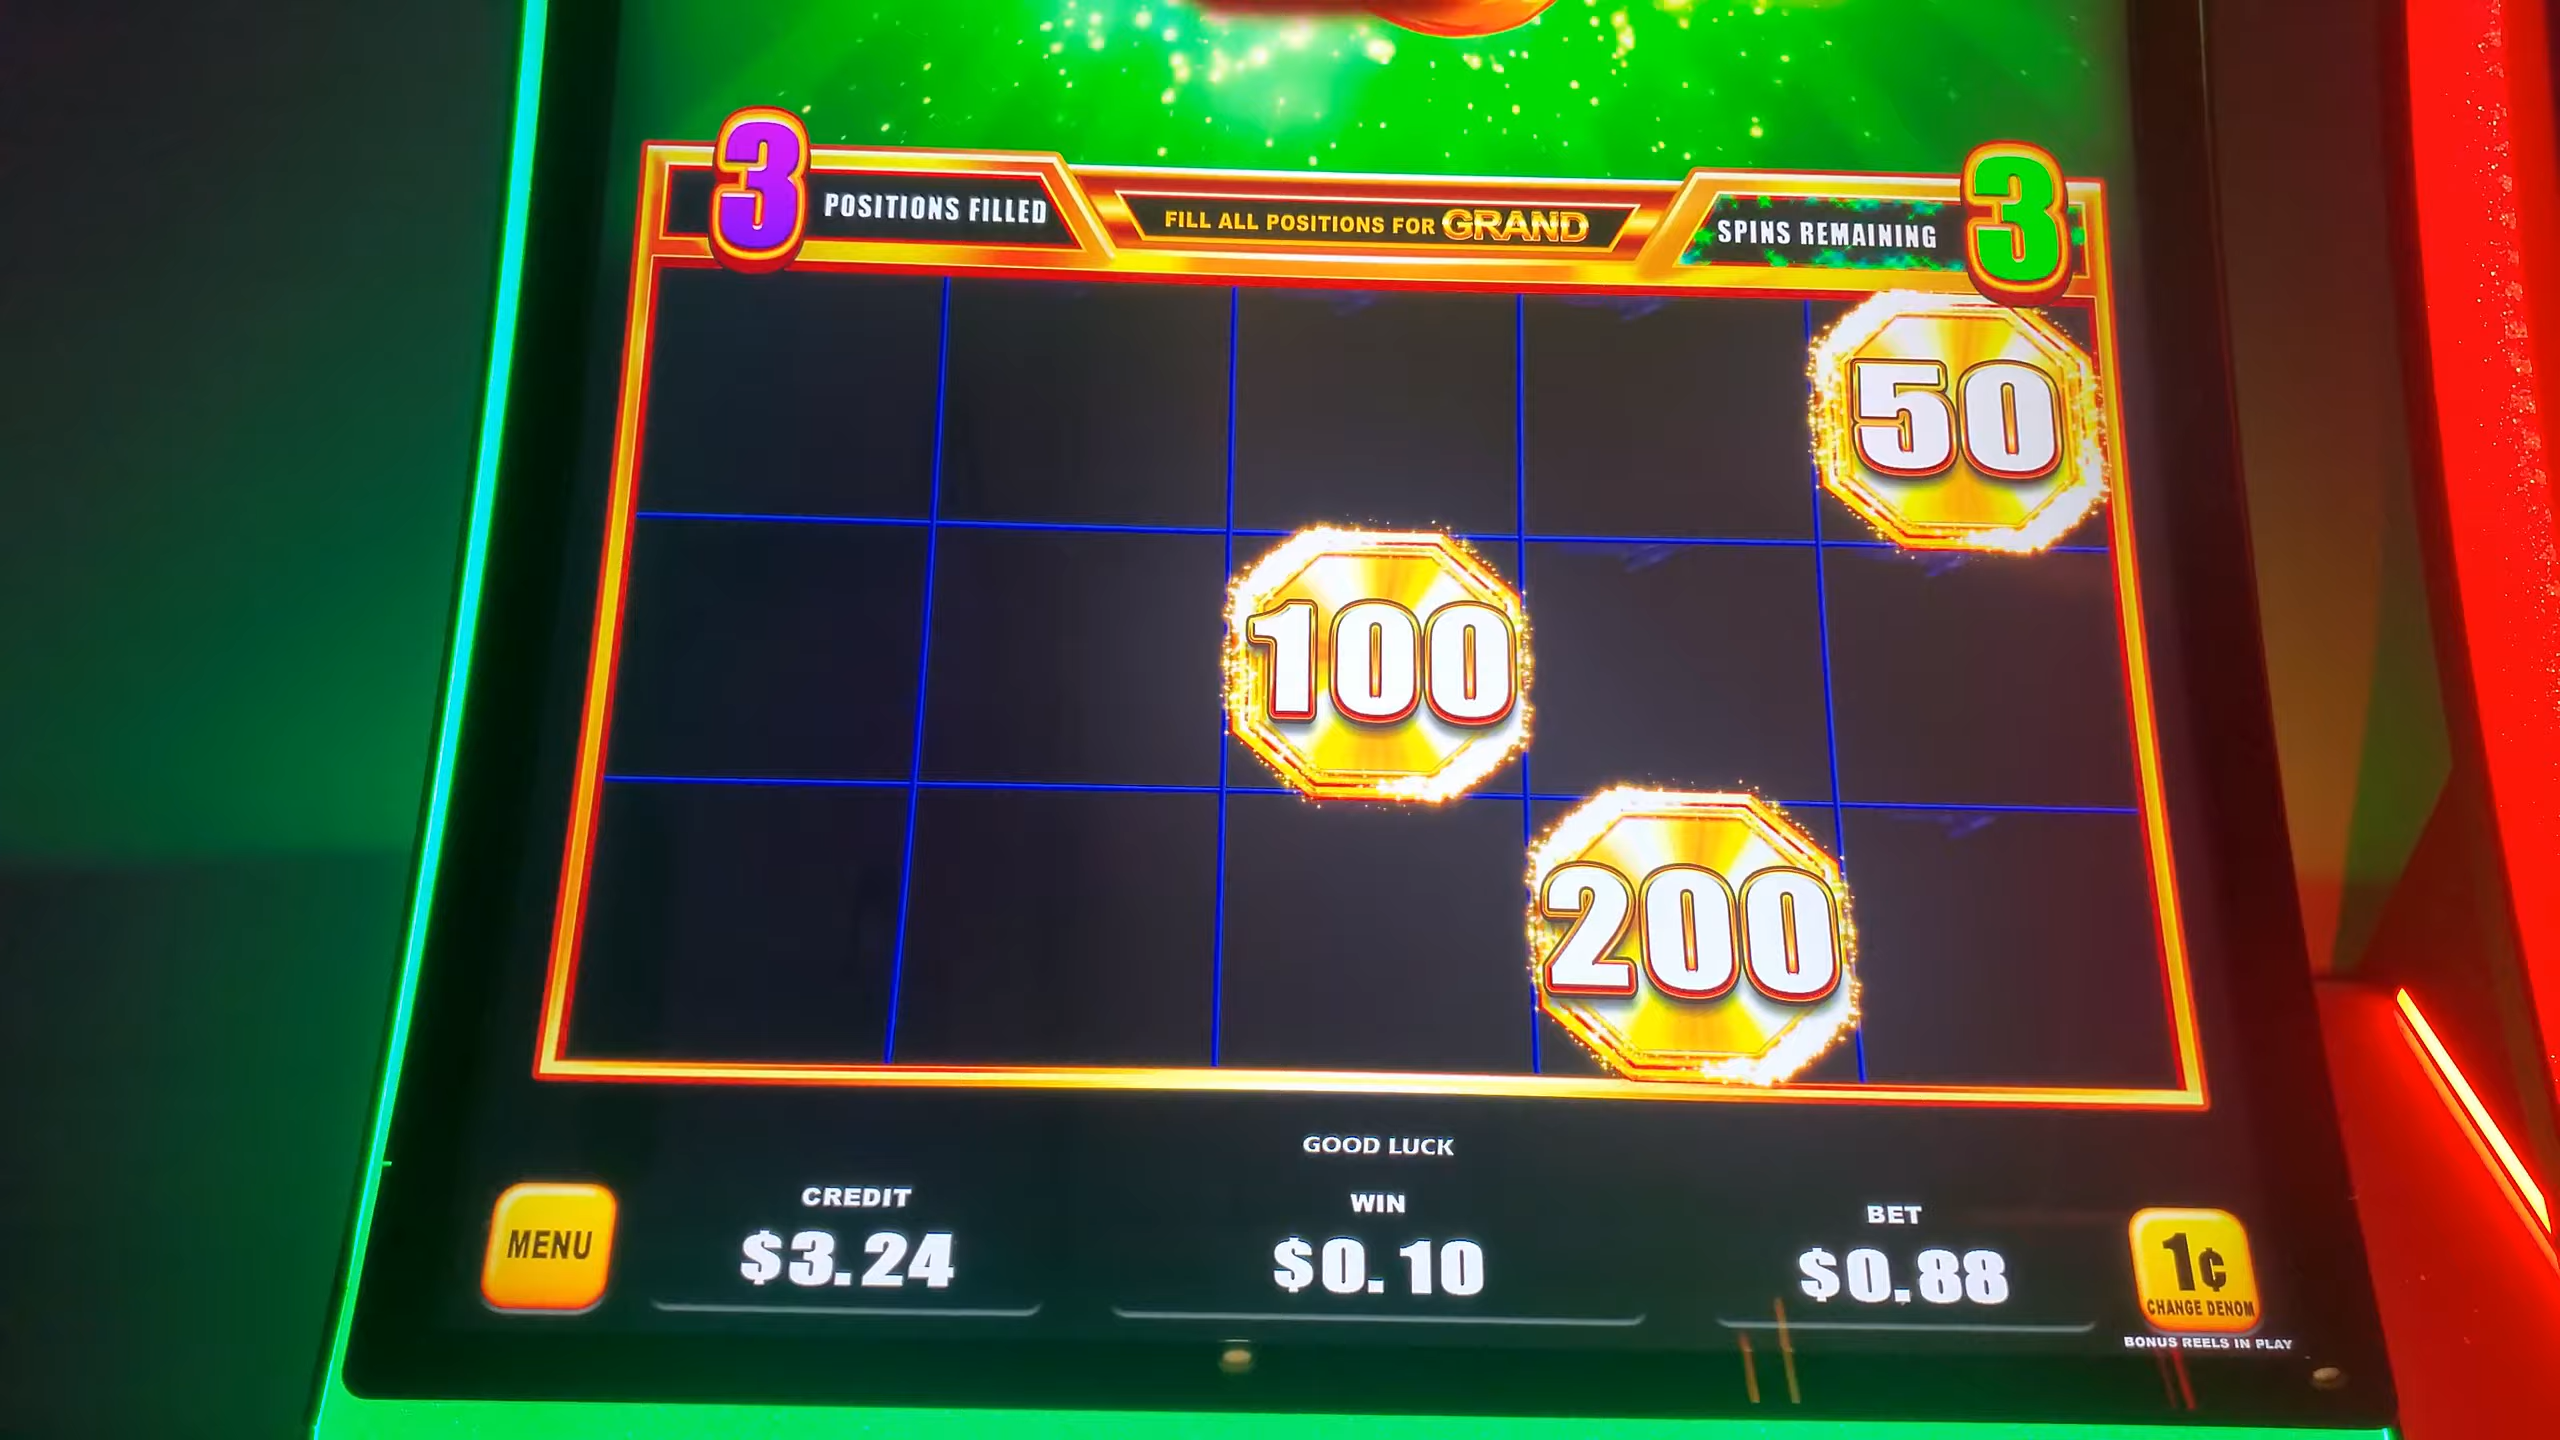 3 POSITIONS FILLED
FILL ALL POSITIONS FOR GRAND
SPINS REMAINING 3
50
100
200
GOOD LUCK
MENU
CREDIT
$3.24
WIN
$0.10
BET
$0.88
1¢
CHANGE DENOM
BONUS REELS IN PLAY